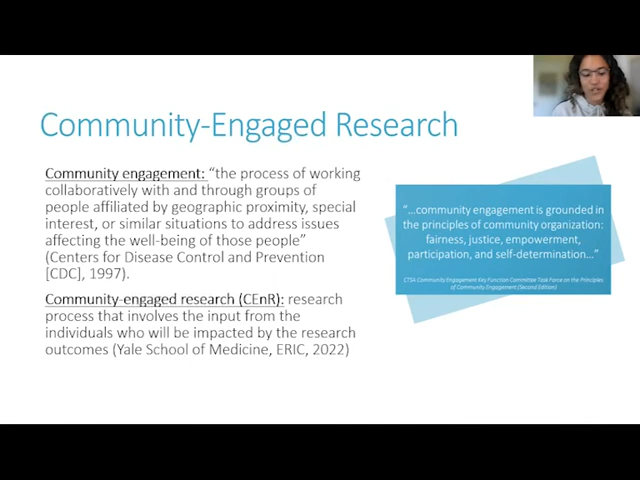 Community-Engaged Research
Community engagement: “the process of working
collaboratively with and through groups of
people affiliated by geographic proximity, special
interest, or similar situations to address issues
affecting the well-being of those people”
(Centers for Disease Control and Prevention
[CDC], 1997).
Community-engaged research (CEnR): research
process that involves the input from the
individuals who will be impacted by the research
outcomes (Yale School of Medicine, ERIC, 2022)
“…community engagement is grounded in
the principles of community organization:
fairness, justice, empowerment,
participation, and self-determination…”
CTSA Community Engagement Key Function Committee Task Force on the Principles
of Community Engagement (Second Edition)